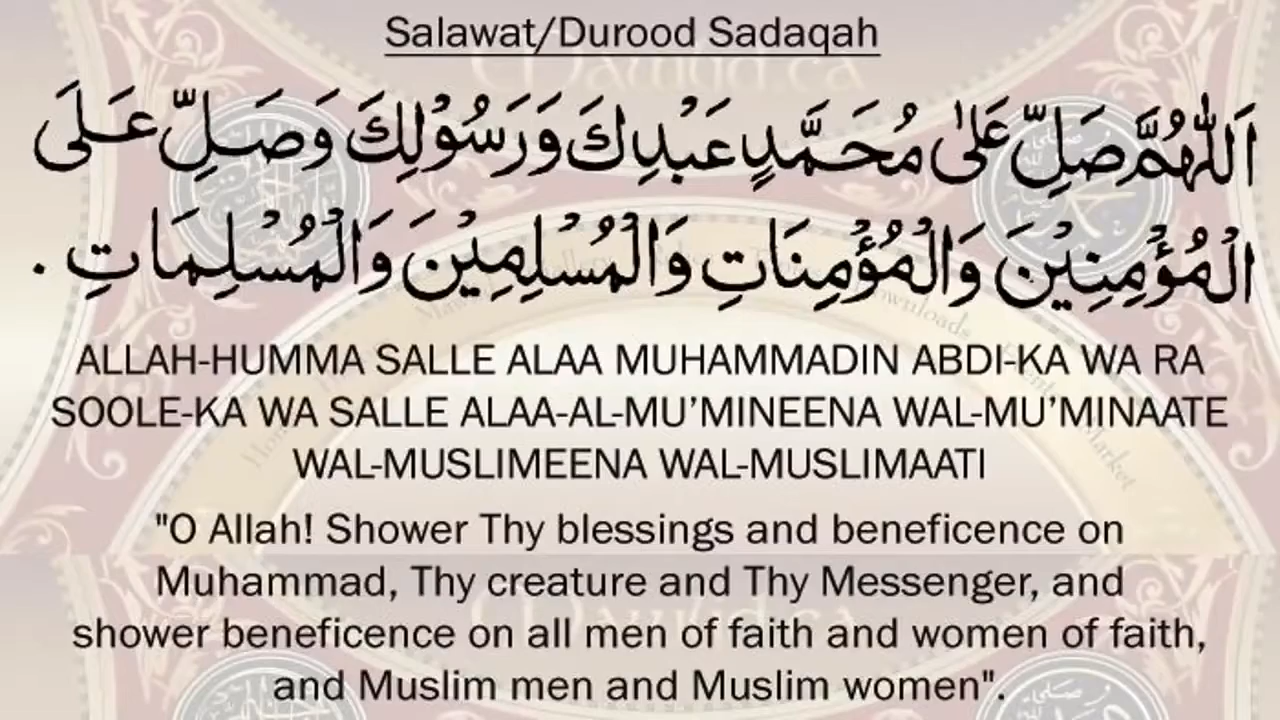 Salawat/Durood Sadaqah
اَللّٰهُمَّ صَلِّ عَلٰى مُحَمَّدٍ عَبْدِكَ وَرَسُوْلِكَ وَصَلِّ عَلَى
الْمُؤْمِنِيْنَ وَالْمُؤْمِنَاتِ وَالْمُسْلِمِيْنَ وَالْمُسْلِمَاتِ .
ALLAH-HUMMA SALLE ALAA MUHAMMADIN ABDI-KA WA RA
SOOLE-KA WA SALLE ALAA-AL-MU’MINEENA WAL-MU’MINAATE
WAL-MUSLIMEENA WAL-MUSLIMAATI
"O Allah! Shower Thy blessings and beneficence on
Muhammad, Thy creature and Thy Messenger, and
shower beneficence on all men of faith and women of faith,
and Muslim men and Muslim women".